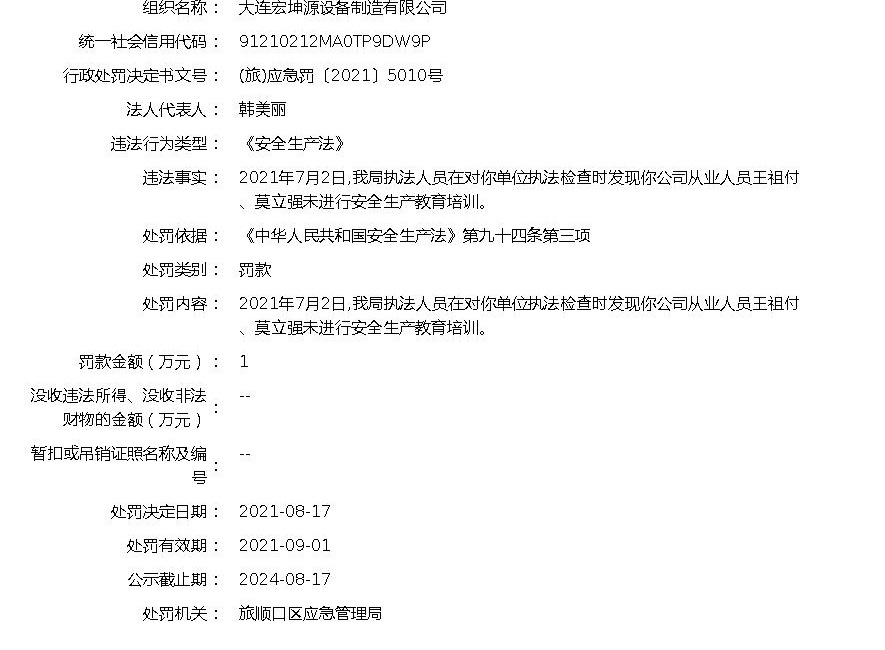 组织名称： 大连宏坤源设备制造有限公司
统一社会信用代码： 91210212MA0TP9DW9P
行政处罚决定书文号： (旅)应急罚〔2021〕5010号
法人代表人： 韩美丽
违法行为类型： 《安全生产法》
违法事实： 2021年7月2日,我局执法人员在对你单位执法检查时发现你公司从业人员王祖付
、莫立强未进行安全生产教育培训。
处罚依据： 《中华人民共和国安全生产法》第九十四条第三项
处罚类别： 罚款
处罚内容： 2021年7月2日,我局执法人员在对你单位执法检查时发现你公司从业人员王祖付
、莫立强未进行安全生产教育培训。
罚款金额（万元）： 1
没收违法所得、没收非法
财物的金额（万元）： --
暂扣或吊销证照名称及编
号： --
处罚决定日期： 2021-08-17
处罚有效期： 2021-09-01
公示截止期： 2024-08-17
处罚机关： 旅顺口区应急管理局